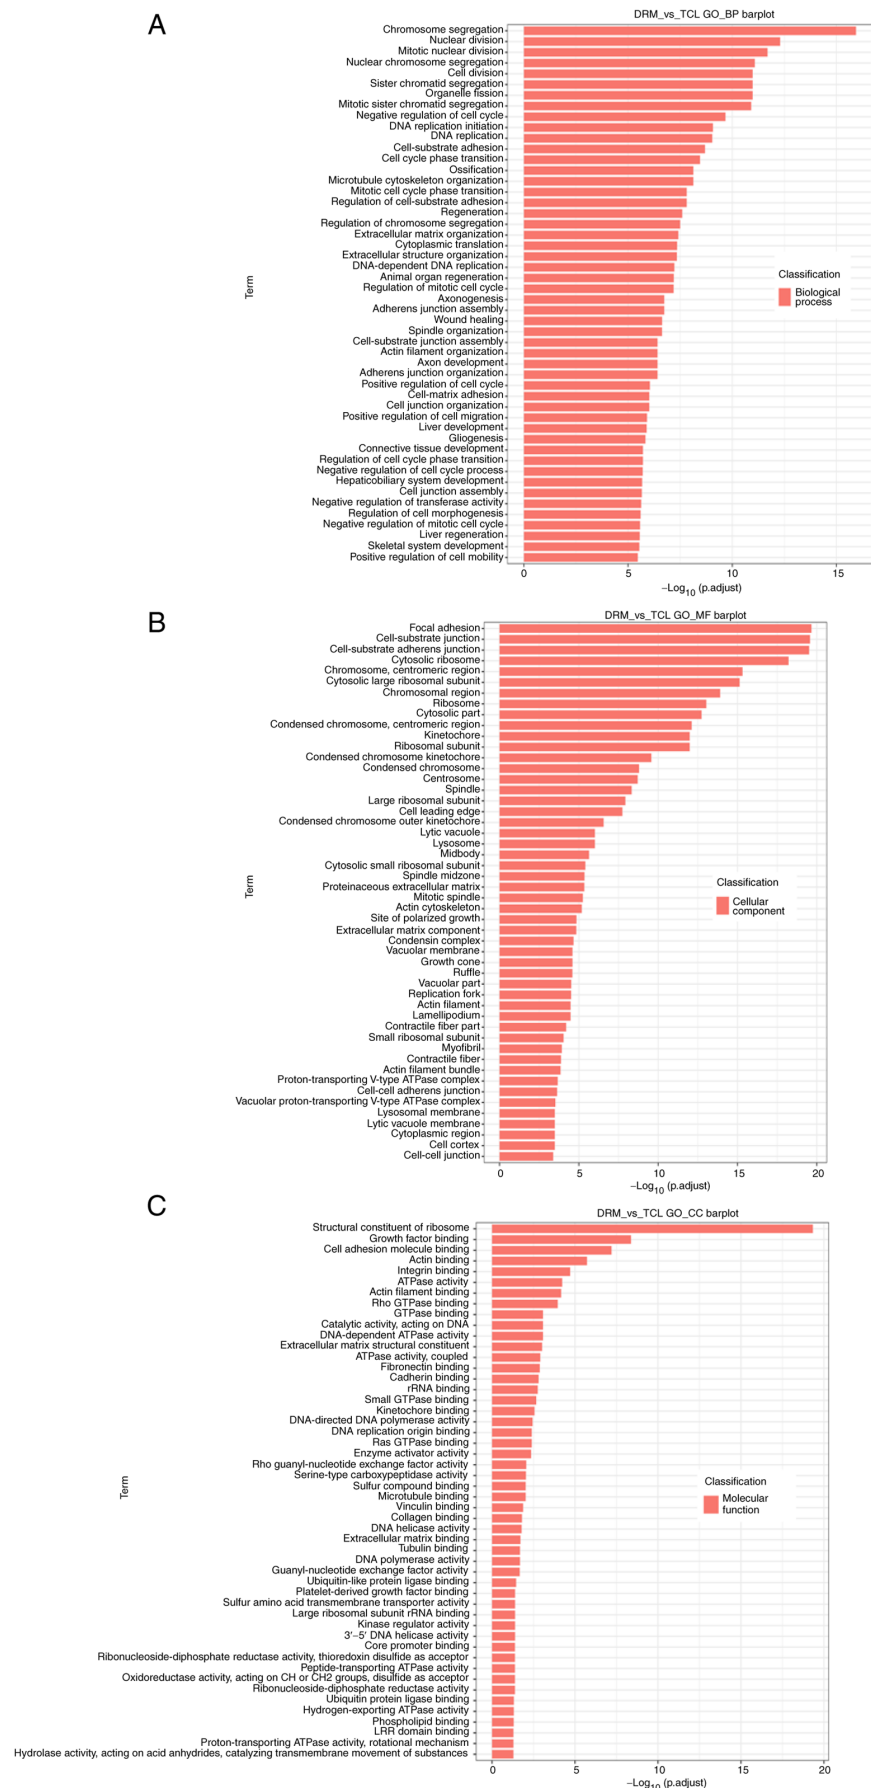 A
DRM_vs_TCL GO_BP barplot
Chromosome segregation
Nuclear division
Mitotic nuclear division
Nuclear chromosome segregation
Cell division
Sister chromatid segregation
Organelle fission
Mitotic sister chromatid segregation
Negative regulation of cell cycle
DNA replication initiation
DNA replication
Cell-substrate adhesion
Cell cycle phase transition
Ossification
Microtubule cytoskeleton organization
Mitotic cell cycle phase transition
Regulation of cell-substrate adhesion
Regeneration
Regulation of chromosome segregation
Extracellular matrix organization
Cytoplasmic translation
Extracellular structure organization
DNA-dependent DNA replication
Animal organ regeneration
Regulation of mitotic cell cycle
Axonogenesis
Adherens junction assembly
Wound healing
Spindle organization
Cell-substrate junction assembly
Actin filament organization
Axon development
Adherens junction organization
Positive regulation of cell cycle
Cell-matrix adhesion
Cell junction organization
Positive regulation of cell migration
Liver development
Gliogenesis
Connective tissue development
Regulation of cell cycle phase transition
Negative regulation of cell cycle process
Hepaticobiliary system development
Cell junction assembly
Negative regulation of transferase activity
Regulation of cell morphogenesis
Negative regulation of mitotic cell cycle
Liver regeneration
Skeletal system development
Positive regulation of cell mobility
Term
Classification
Biological
process
0 5 10 15
−Log10 (p.adjust)
B
DRM_vs_TCL GO_MF barplot
Focal adhesion
Cell-substrate junction
Cell-substrate adherens junction
Cytosolic ribosome
Chromosome, centromeric region
Cytosolic large ribosomal subunit
Chromosomal region
Ribosome
Cytosolic part
Condensed chromosome, centromeric region
Kinetochore
Ribosomal subunit
Condensed chromosome kinetochore
Condensed chromosome
Centrosome
Spindle
Large ribosomal subunit
Cell leading edge
Condensed chromosome outer kinetochore
Lytic vacuole
Lysosome
Midbody
Cytosolic small ribosomal subunit
Spindle midzone
Proteinaceous extracellular matrix
Mitotic spindle
Actin cytoskeleton
Site of polarized growth
Extracellular matrix component
Condensin complex
Vacuolar membrane
Growth cone
Ruffle
Vacuolar part
Replication fork
Actin filament
Lamellipodium
Contractile fiber part
Small ribosomal subunit
Myofibril
Contractile fiber
Actin filament bundle
Proton-transporting V-type ATPase complex
Cell-cell adherens junction
Vacuolar proton-transporting V-type ATPase complex
Lysosomal membrane
Lytic vacuole membrane
Cytoplasmic region
Cell cortex
Cell-cell junction
Term
Classification
Cellular
component
0 5 10 15 20
−Log10 (p.adjust)
C
DRM_vs_TCL GO_CC barplot
Structural constituent of ribosome
Growth factor binding
Cell adhesion molecule binding
Actin binding
Integrin binding
ATPase activity
Actin filament binding
Rho GTPase binding
GTPase binding
Catalytic activity, acting on DNA
DNA-dependent ATPase activity
Extracellular matrix structural constituent
ATPase activity, coupled
Fibronectin binding
Cadherin binding
rRNA binding
Small GTPase binding
Kinetochore binding
DNA-directed DNA polymerase activity
DNA replication origin binding
Ras GTPase binding
Enzyme activator activity
Rho guanyl-nucleotide exchange factor activity
Serine-type carboxypeptidase activity
Sulfur compound binding
Microtubule binding
Vinculin binding
Collagen binding
DNA helicase activity
Extracellular matrix binding
Tubulin binding
DNA polymerase activity
Guanyl-nucleotide exchange factor activity
Ubiquitin-like protein ligase binding
Platelet-derived growth factor binding
Sulfur amino acid transmembrane transporter activity
Large ribosomal subunit rRNA binding
Kinase regulator activity
3′−5′ DNA helicase activity
Core promoter binding
Ribonucleoside-diphosphate reductase activity, thioredoxin disulfide as acceptor
Peptide-transporting ATPase activity
Oxidoreductase activity, acting on CH or CH2 groups, disulfide as acceptor
Ribonucleoside-diphosphate reductase activity
Ubiquitin protein ligase binding
Hydrogen-exporting ATPase activity
Phospholipid binding
LRR domain binding
Proton-transporting ATPase activity, rotational mechanism
Hydrolase activity, acting on acid anhydrides, catalyzing transmembrane movement of substances
Term
Classification
Molecular
function
0 5 10 15 20
−Log10 (p.adjust)